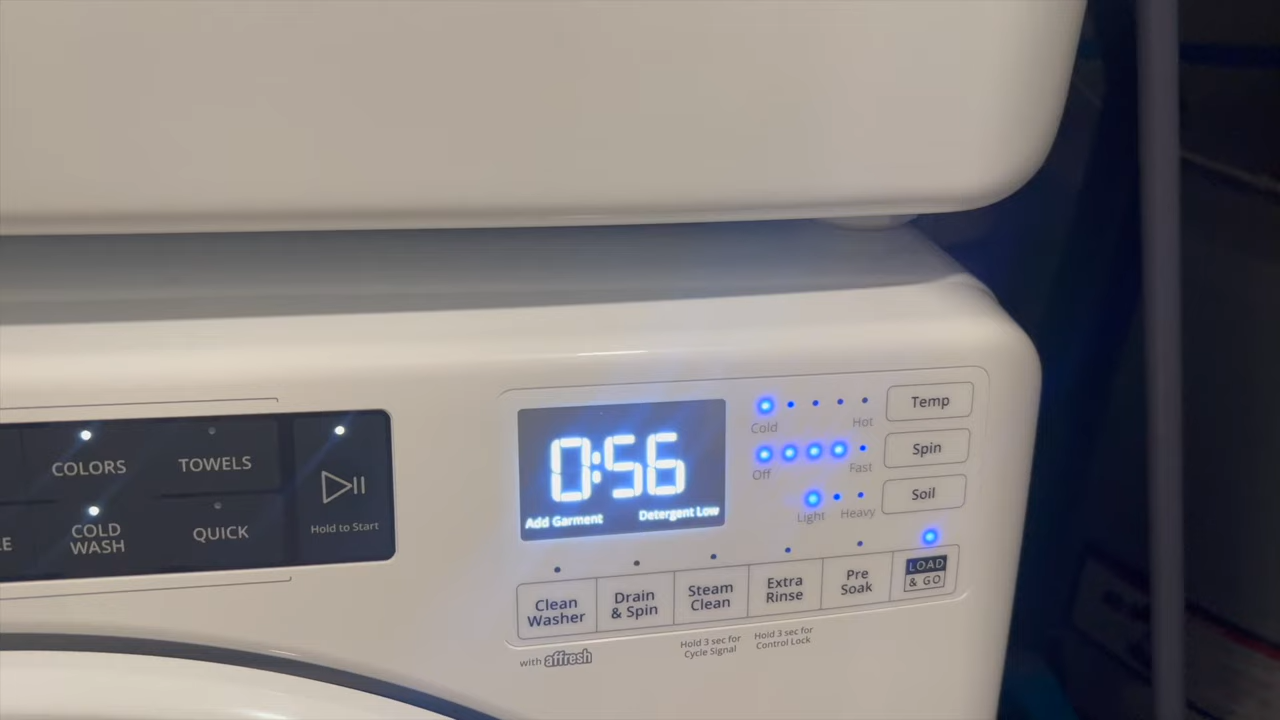 COLORS
TOWELS
COLD
WASH
QUICK
Hold to Start
0:56
Add Garment
Detergent Low
Cold
Hot
Temp
Off
Fast
Spin
Light
Heavy
Soil
Clean
Washer
Drain
& Spin
Steam
Clean
Extra
Rinse
Pre
Soak
LOAD
& GO
with affresh
Hold 3 sec for
Cycle Signal
Hold 3 sec for
Control Lock